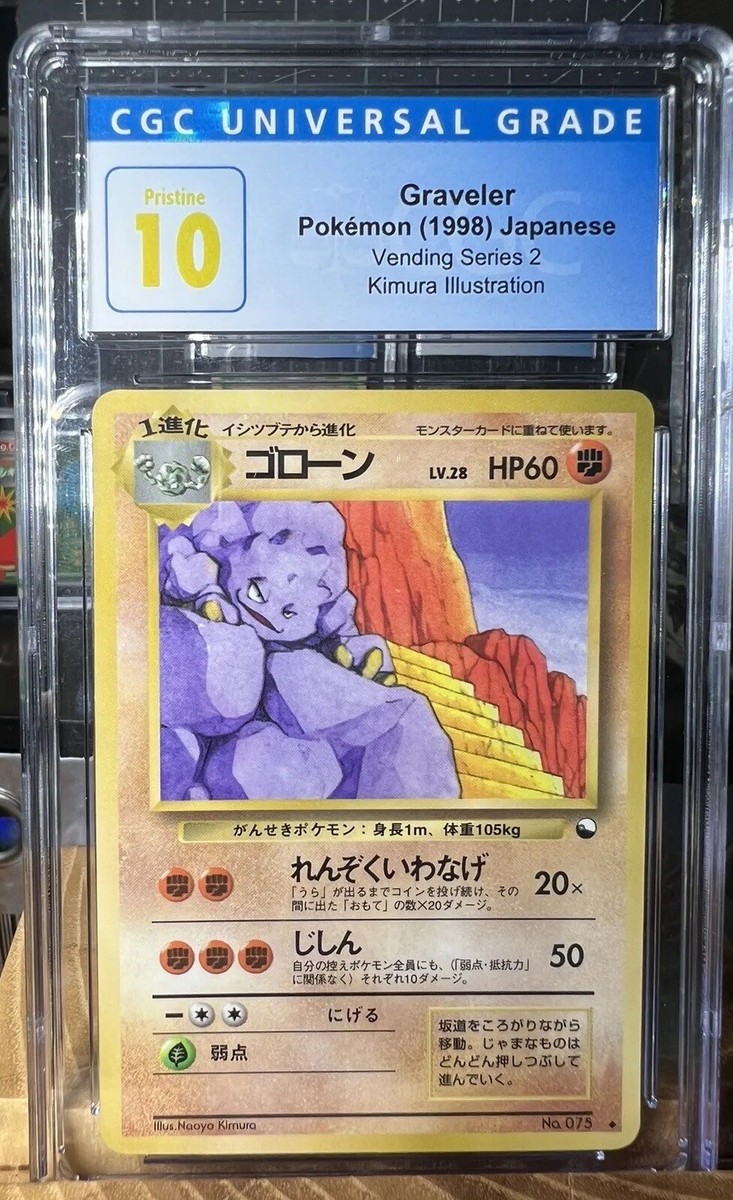 CGC UNIVERSAL GRADE
Pristine
10
Graveler
Pokémon (1998) Japanese
Vending Series 2
Kimura Illustration
1進化 イシツブテから進化 モンスターカードに重ねて使います。
ゴローン LV.28 HP60
がんせきポケモン：身長1m、体重105kg
れんぞくいわなげ 20×
「うら」が出るまでコインを投げ続け、その
間に出た「おもて」の数×20ダメージ。
じしん 50
自分の控えポケモン全員にも、（「弱点・抵抗力」
に関係なく）それぞれ10ダメージ。
にげる
弱点
坂道をころがりながら
移動。じゃまなものは
どんどん押しつぶして
進んでいく。
Illus.Naoyo Kimura No.075